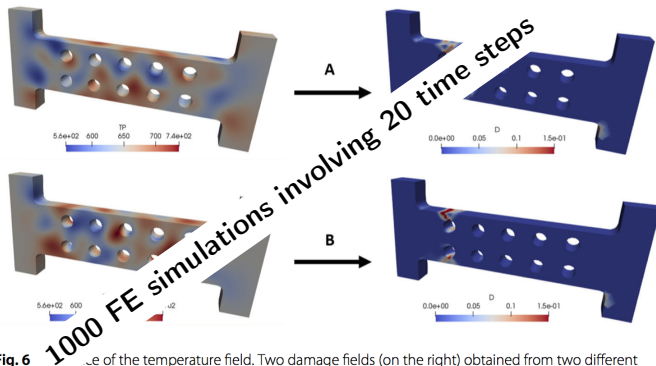 A
TP
5.6e+02 600 650 700 7.4e+02
D
0.0e+00 0.05 0.1 1.5e-01
1000 FE simulations involving 20 time steps
B
5.6e+02 600
D
0.0e+00 0.05 0.1 1.5e-01
Fig. 6
of the temperature field. Two damage fields (on the right) obtained from two different